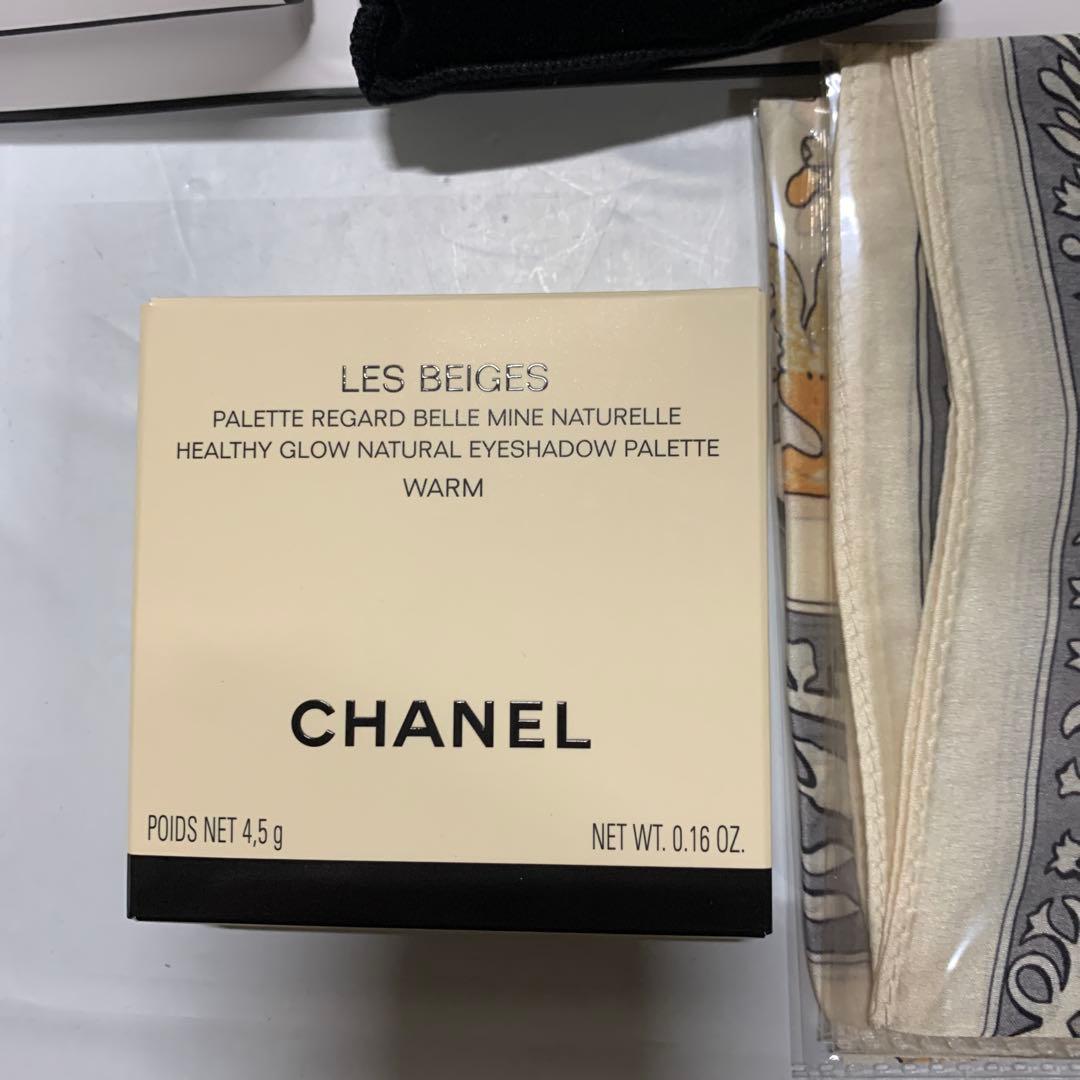 LES BEIGES
PALETTE REGARD BELLE MINE NATURELLE
HEALTHY GLOW NATURAL EYESHADOW PALETTE
WARM
CHANEL
POIDS NET 4,5 g
NET WT. 0.16 OZ.